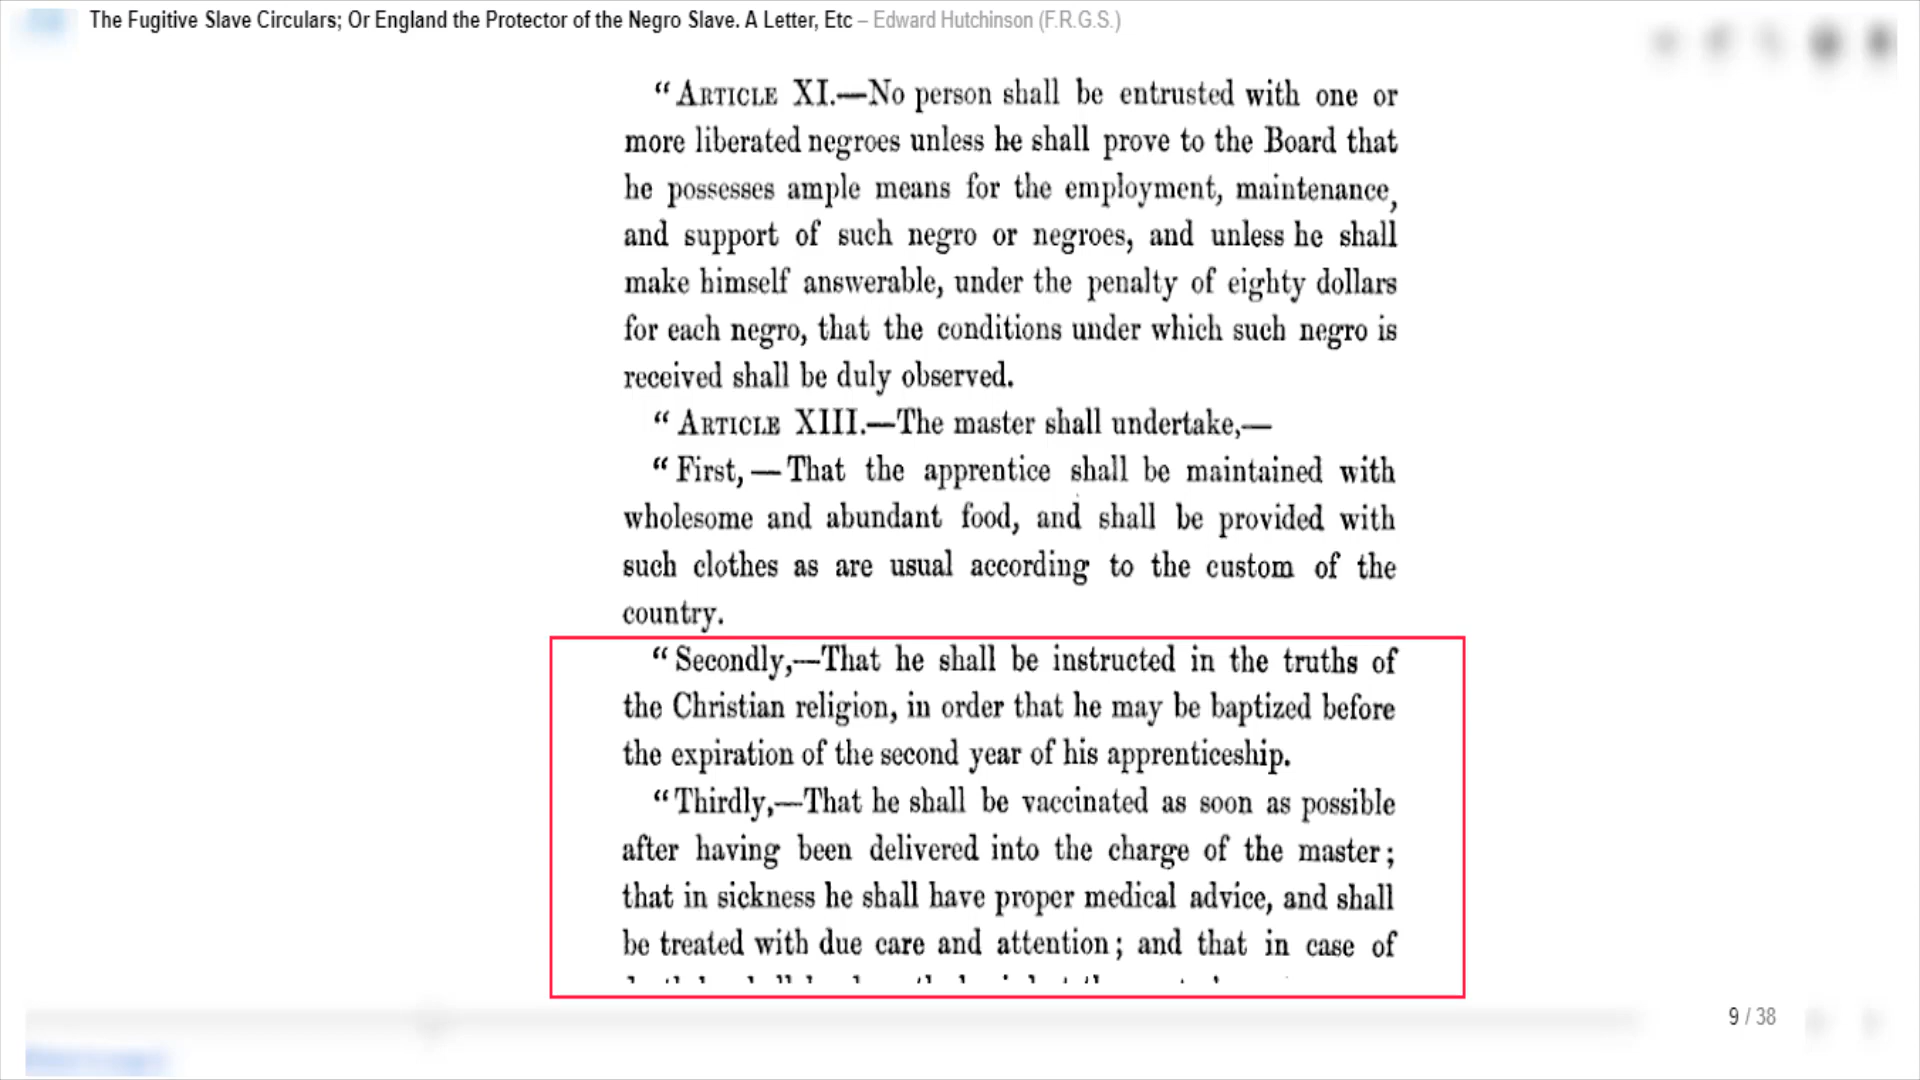 The Fugitive Slave Circulars; Or England the Protector of the Negro Slave. A Letter, Etc – Edward Hutchinson (F.R.G.S.)
“ARTICLE XI.—No person shall be entrusted with one or
more liberated negroes unless he shall prove to the Board that
he possesses ample means for the employment, maintenance,
and support of such negro or negroes, and unless he shall
make himself answerable, under the penalty of eighty dollars
for each negro, that the conditions under which such negro is
received shall be duly observed.
“ARTICLE XIII.—The master shall undertake,—
“First,—That the apprentice shall be maintained with
wholesome and abundant food, and shall be provided with
such clothes as are usual according to the custom of the
country.
“Secondly,—That he shall be instructed in the truths of
the Christian religion, in order that he may be baptized before
the expiration of the second year of his apprenticeship.
“Thirdly,—That he shall be vaccinated as soon as possible
after having been delivered into the charge of the master;
that in sickness he shall have proper medical advice, and shall
be treated with due care and attention; and that in case of
9 / 38